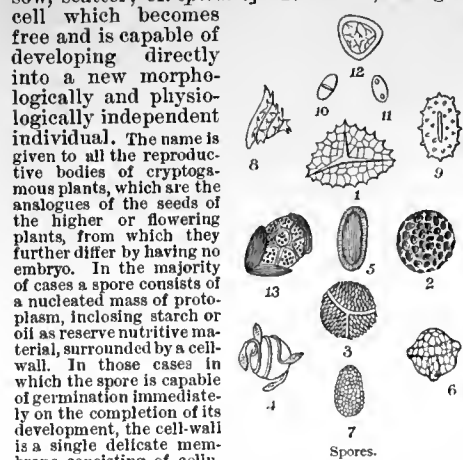 cell which becomes
free and is capable of
developing directly
into a new morpho-
logically and physio-
logically independent
individual. The name is
given to all the reproduc-
tive bodies of cryptoga-
mous plants, which are the
analogues of the seeds of
the higher or flowering
plants, from which they
further differ by having no
embryo. In the majority
of cases a spore consists of
a nucleated mass of proto-
plasm, inclosing starch or
oil as reserve nutritive ma-
terial, surrounded by a cell-
wall. In those cases in
which the spore is capable
of germination immediate-
ly on the completion of its
development, the cell-wall
is a single delicate mem-
12
10
11
8
9
1
13
5
2
3
4
6
7
Spores.